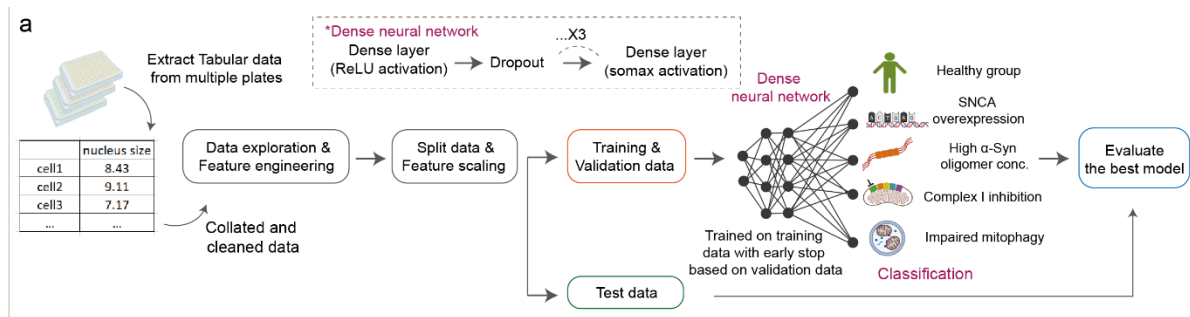 a
Extract Tabular data
from multiple plates
*Dense neural network
Dense layer
(ReLU activation)
Dropout
...X3
Dense layer
(somax activation)
nucleus size
cell1 8.43
cell2 9.11
cell3 7.17
... ...
Collated and
cleaned data
Data exploration &
Feature engineering
Split data &
Feature scaling
Training &
Validation data
Test data
Dense
neural network
Trained on training
data with early stop
based on validation data
Healthy group
SNCA
overexpression
High α-Syn
oligomer conc.
Complex I inhibition
Impaired mitophagy
Classification
Evaluate
the best model